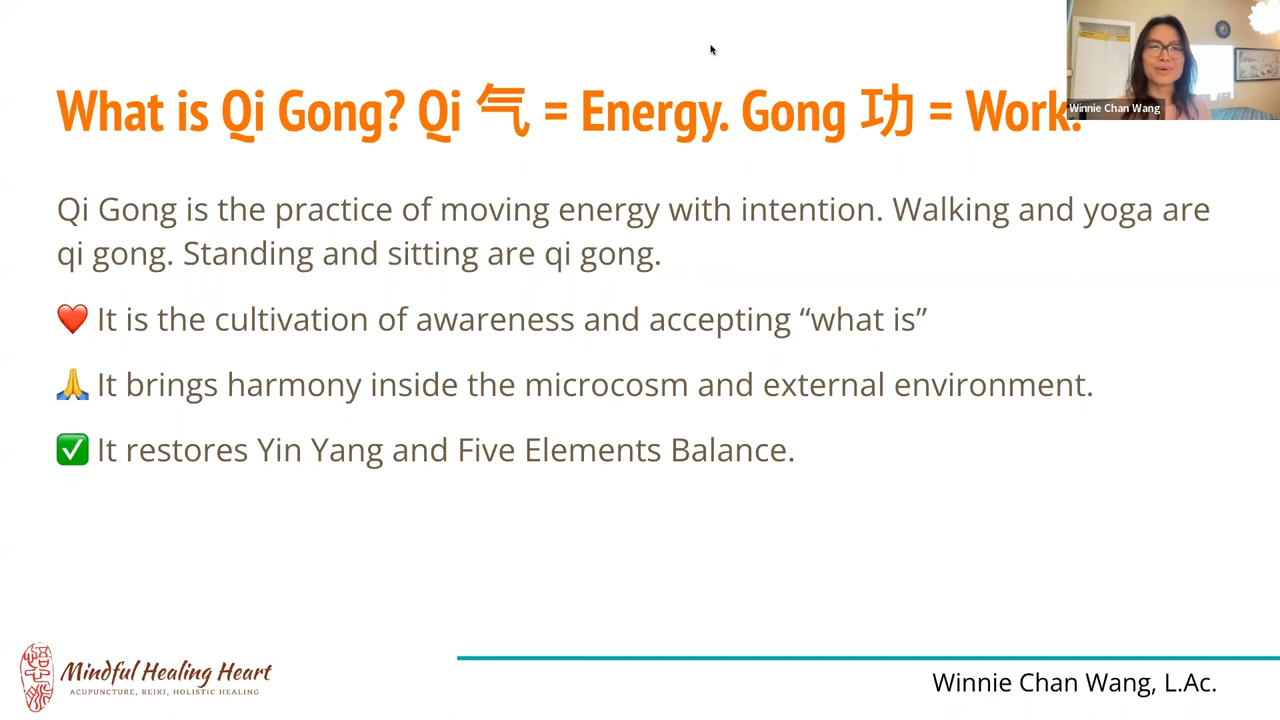 What is Qi Gong? Qi 气 = Energy. Gong 功 = Work.
Winnie Chan Wang
Qi Gong is the practice of moving energy with intention. Walking and yoga are
qi gong. Standing and sitting are qi gong.
❤️ It is the cultivation of awareness and accepting “what is”
🙏 It brings harmony inside the microcosm and external environment.
✅ It restores Yin Yang and Five Elements Balance.
Mindful Healing Heart
ACUPUNCTURE, REIKI, HOLISTIC HEALING
Winnie Chan Wang, L.Ac.